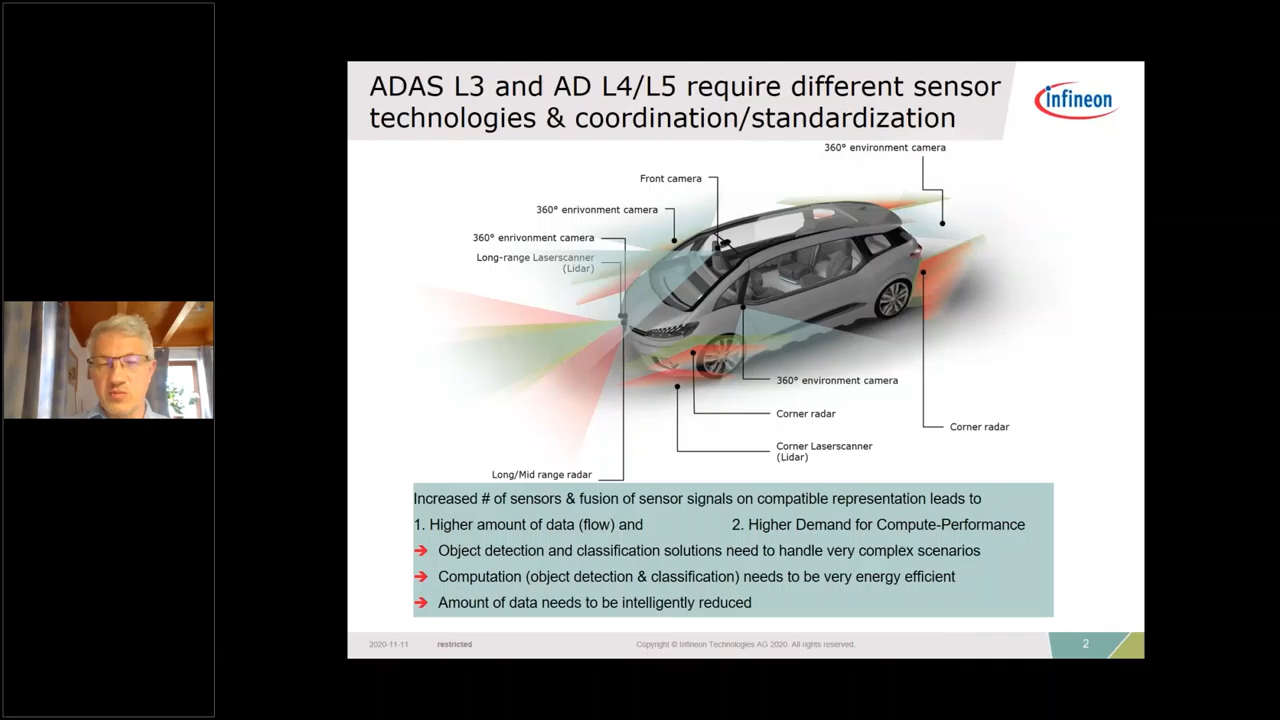 ADAS L3 and AD L4/L5 require different sensor
technologies & coordination/standardization
infineon
360° environment camera
Front camera
360° enrivonment camera
360° enrivonment camera
Long-range Laserscanner
(Lidar)
360° environment camera
Corner radar
Corner radar
Corner Laserscanner
(Lidar)
Long/Mid range radar
Increased # of sensors & fusion of sensor signals on compatible representation leads to
1. Higher amount of data (flow) and 2. Higher Demand for Compute-Performance
➔ Object detection and classification solutions need to handle very complex scenarios
➔ Computation (object detection & classification) needs to be very energy efficient
➔ Amount of data needs to be intelligently reduced
2020-11-11 restricted Copyright © Infineon Technologies AG 2020. All rights reserved. 2